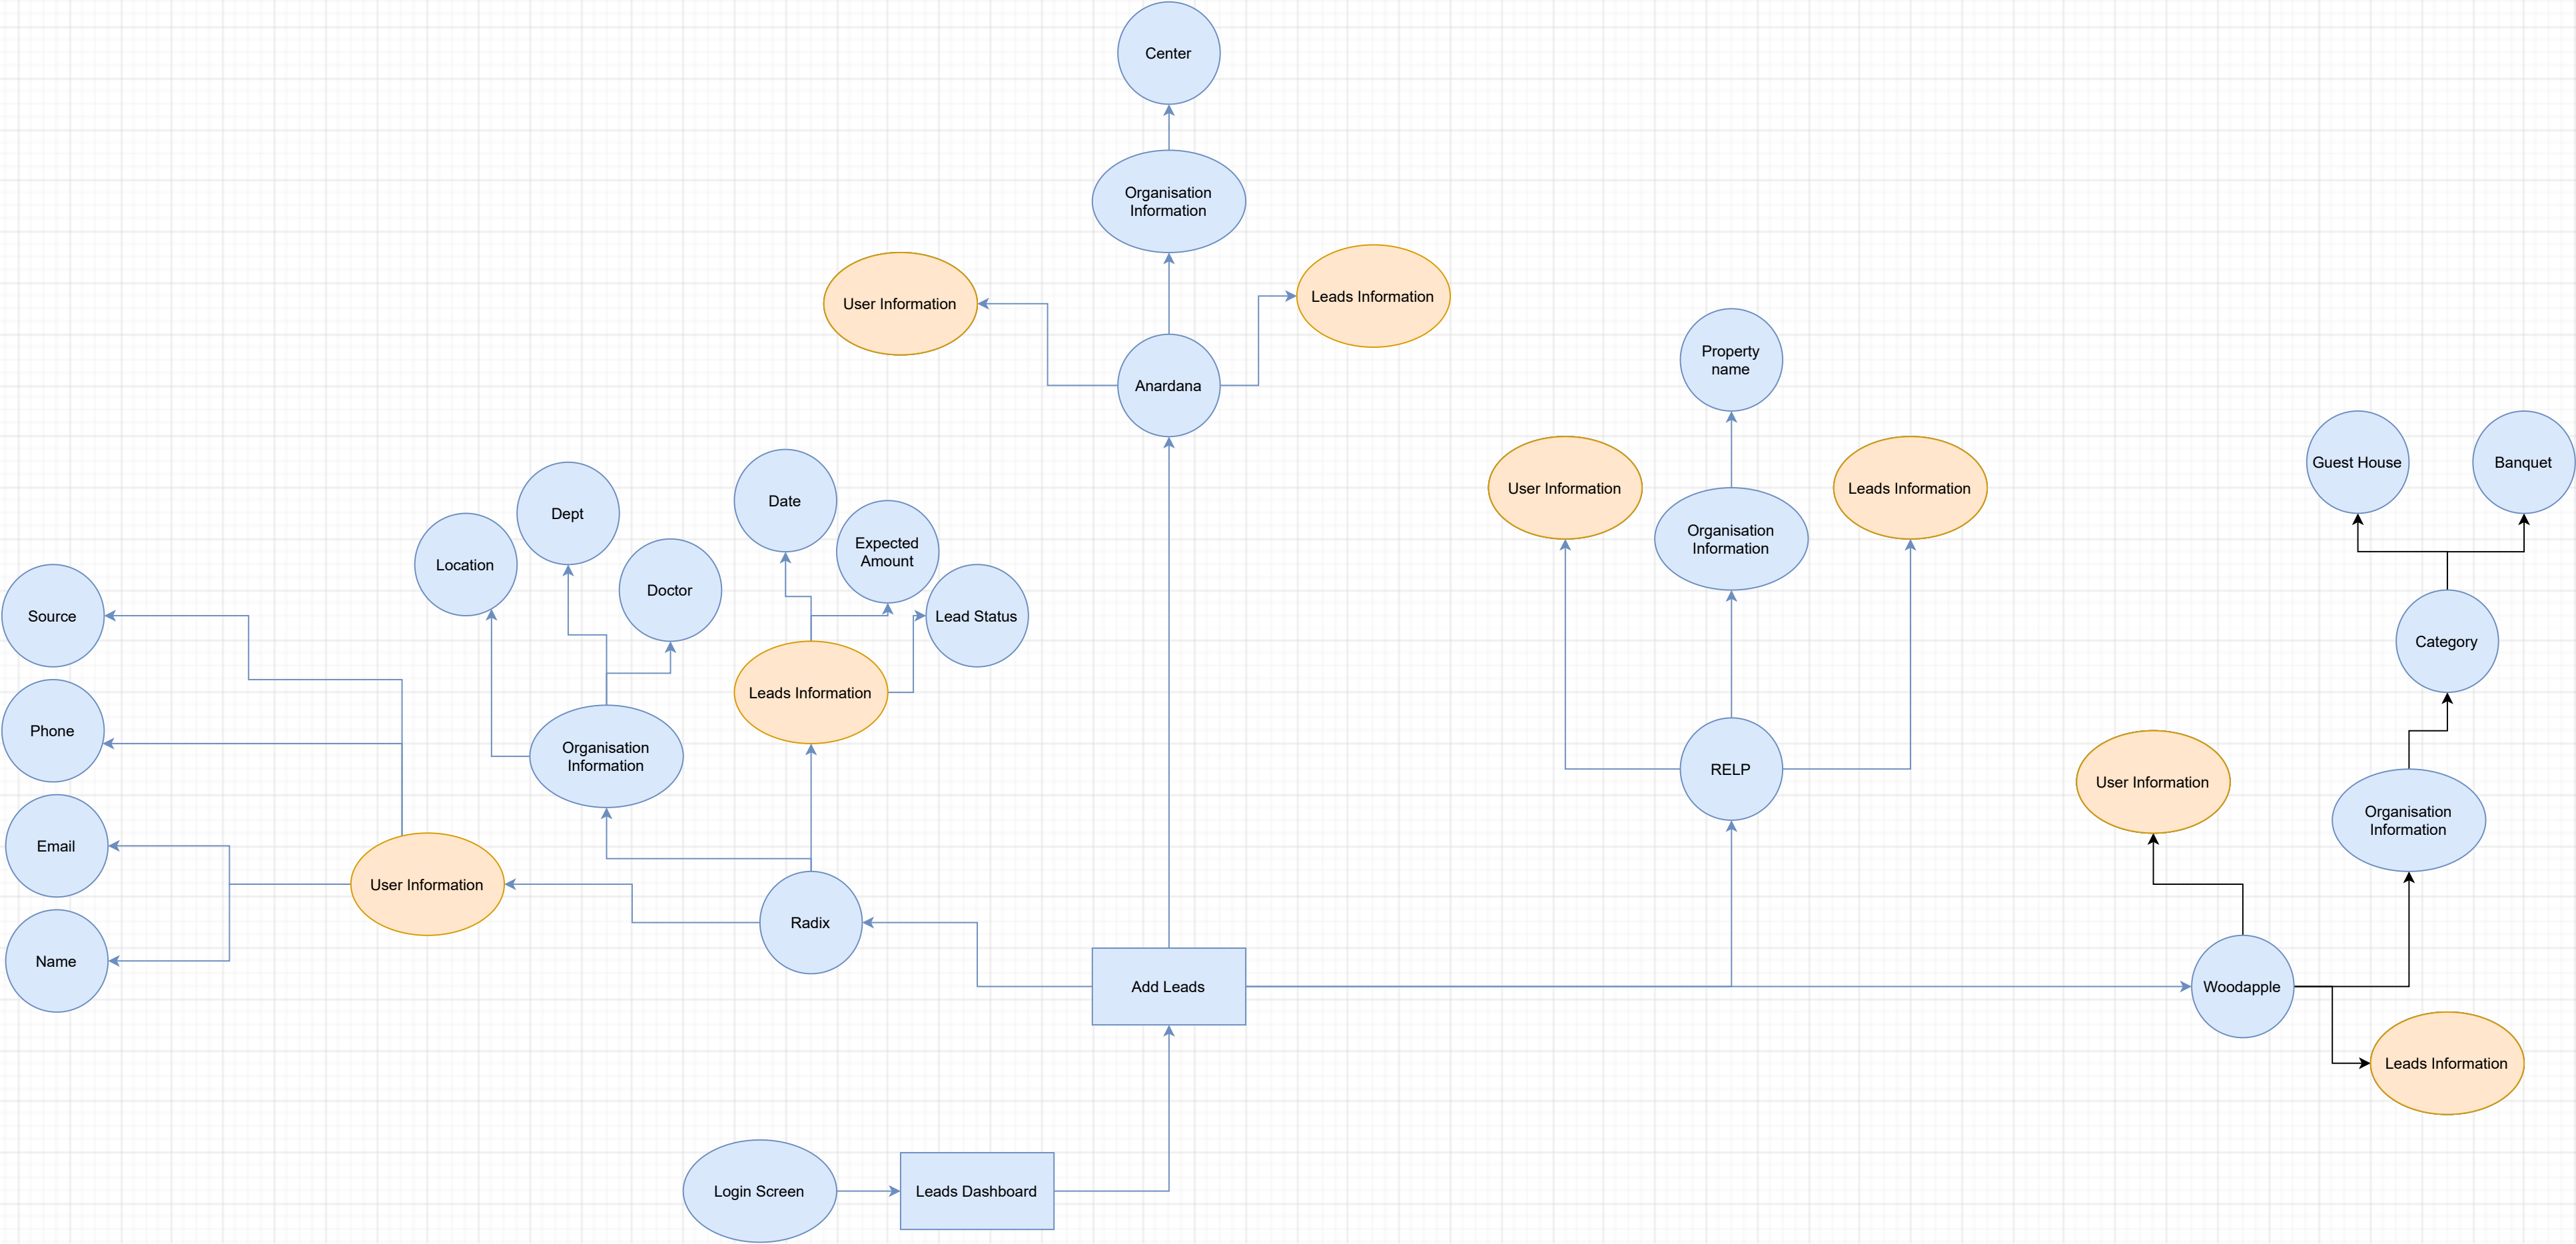 Center
Organisation
Information
User Information
Leads Information
Anardana
Property
name
Guest House
Banquet
Date
Dept
User Information
Leads Information
Organisation
Information
Expected
Amount
Location
Doctor
Source
Lead Status
Category
Leads Information
Phone
Organisation
Information
RELP
User Information
Organisation
Information
Email
User Information
Radix
Name
Add Leads
Woodapple
Leads Information
Login Screen
Leads Dashboard